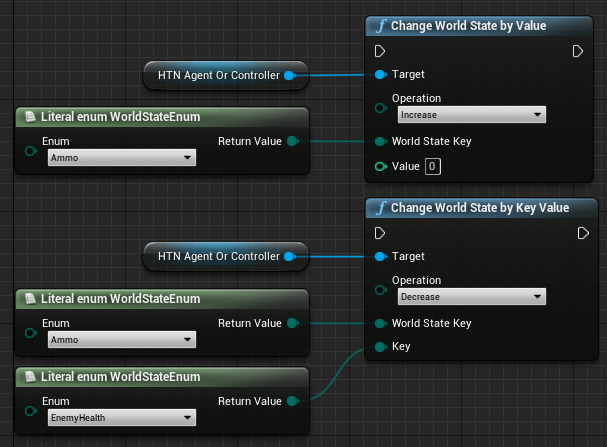 Change World State by Value
HTN Agent Or Controller
Target
Operation
Increase
Literal enum WorldStateEnum
Enum
Return Value
Ammo
World State Key
Value 0
Change World State by Key Value
HTN Agent Or Controller
Target
Operation
Decrease
Literal enum WorldStateEnum
Enum
Return Value
Ammo
World State Key
Key
Literal enum WorldStateEnum
Enum
Return Value
EnemyHealth